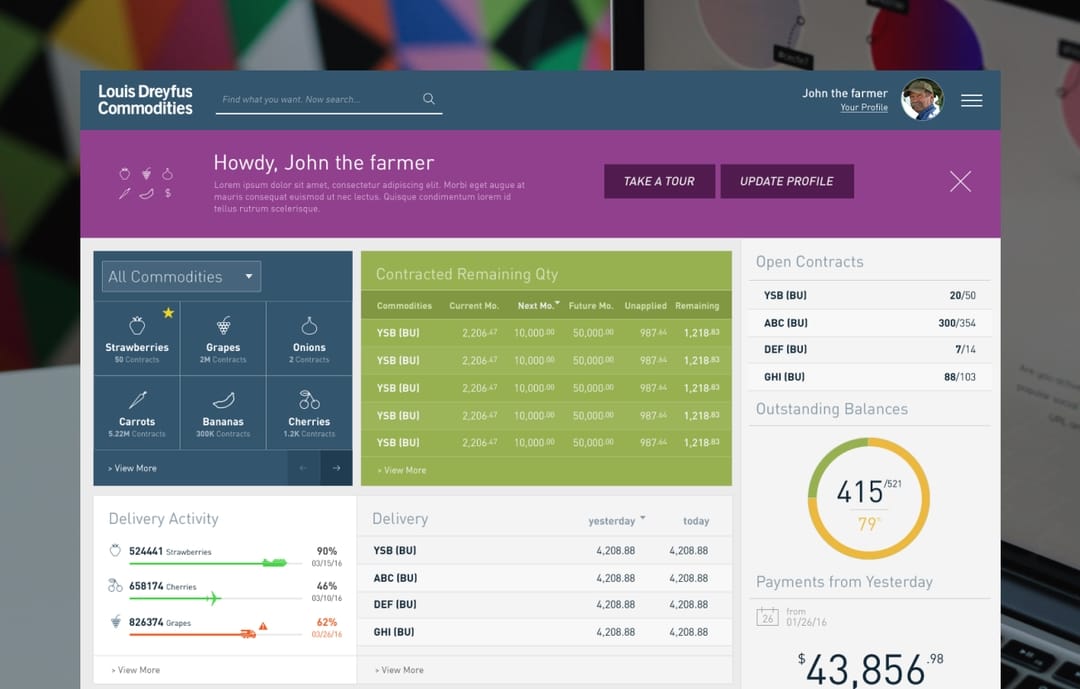 Louis Dreyfus
Commodities
Find what you want. Now search...
John the farmer
Your Profile
Howdy, John the farmer
Lorem ipsum dolor sit amet, consectetur adipiscing elit. Morbi eget augue at
mauris consequat euismod ut nec lectus. Quisque condimentum lorem id
tellus rutrum scelerisque.
TAKE A TOUR
UPDATE PROFILE
$
All Commodities
Strawberries
50 Contracts
Grapes
2M Contracts
Onions
2 Contracts
Carrots
5.22M Contracts
Bananas
300K Contracts
Cherries
1.2K Contracts
> View More
Contracted Remaining Qty
Commodities Current Mo. Next Mo. Future Mo. Unapplied Remaining
YSB (BU) 2,206.47 10,000.00 50,000.00 987.64 1,218.83
YSB (BU) 2,206.47 10,000.00 50,000.00 987.64 1,218.83
YSB (BU) 2,206.47 10,000.00 50,000.00 987.64 1,218.83
YSB (BU) 2,206.47 10,000.00 50,000.00 987.64 1,218.83
YSB (BU) 2,206.47 10,000.00 50,000.00 987.64 1,218.83
> View More
Open Contracts
YSB (BU) 20/50
ABC (BU) 300/354
DEF (BU) 7/14
GHI (BU) 88/103
Outstanding Balances
415/521
79%
Payments from Yesterday
26
from
01/26/16
$43,856.98
Delivery Activity
524441 Strawberries 90%
03/15/16
658174 Cherries 46%
03/10/16
826374 Grapes 62%
03/26/16
> View More
Delivery yesterday today
YSB (BU) 4,208.88 4,208.88
ABC (BU) 4,208.88 4,208.88
DEF (BU) 4,208.88 4,208.88
GHI (BU) 4,208.88 4,208.88
> View More